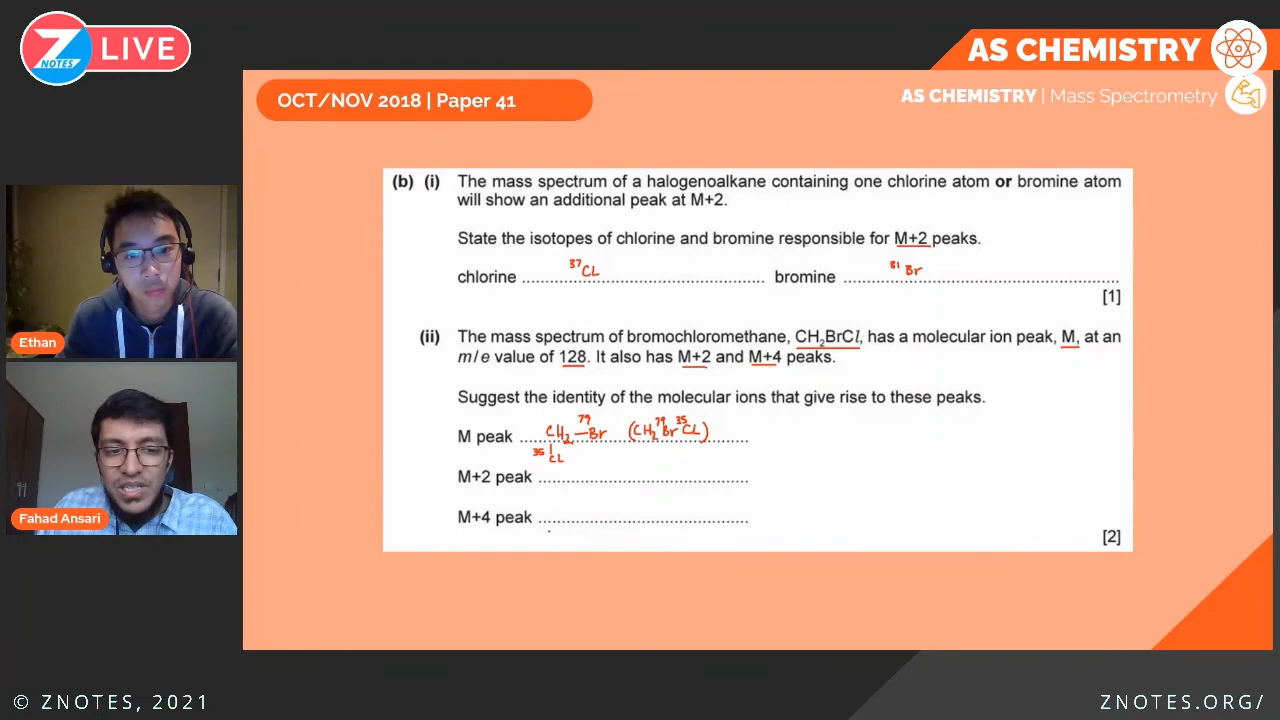 Z NOTES LIVE
AS CHEMISTRY
OCT/NOV 2018 | Paper 41
AS CHEMISTRY | Mass Spectrometry
(b) (i) The mass spectrum of a halogenoalkane containing one chlorine atom or bromine atom
will show an additional peak at M+2.
State the isotopes of chlorine and bromine responsible for M+2 peaks.
chlorine ³⁷CL bromine ⁸¹Br
[1]
(ii) The mass spectrum of bromochloromethane, CH₂BrCl, has a molecular ion peak, M, at an
m/e value of 128. It also has M+2 and M+4 peaks.
Suggest the identity of the molecular ions that give rise to these peaks.
M peak CH₂—⁷⁹Br (CH₂⁷⁹Br³⁵CL)
³⁵CL
M+2 peak
M+4 peak
[2]
Ethan
Fahad Ansari
© ZNOTES, 2021
ZNOTES.ORG/